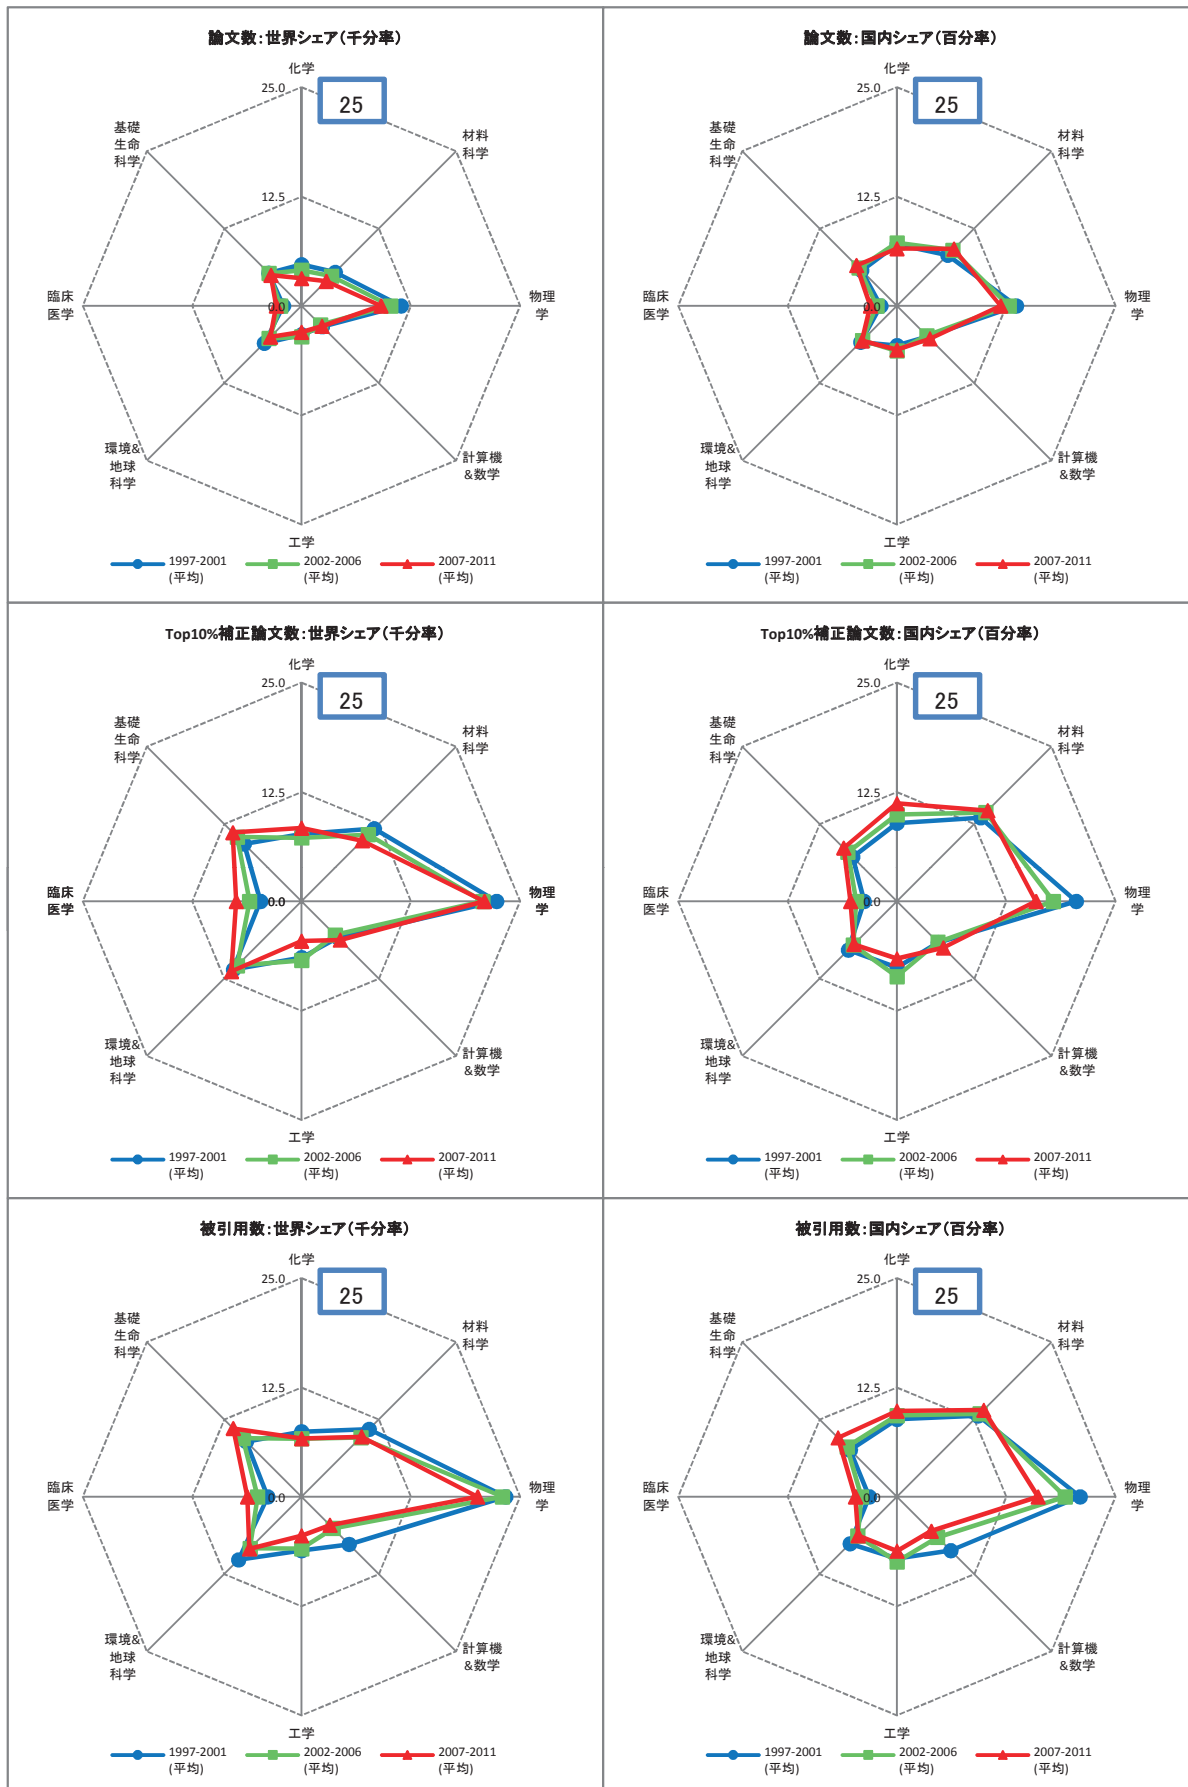 論文数:世界シェア(千分率)
化学
25.0
25
基礎
生命
科学
材料
科学
12.5
臨床
医学
0.0
物理
学
環境&
地球
科学
計算機
&数学
工学
1997-2001
(平均)
2002-2006
(平均)
2007-2011
(平均)
論文数:国内シェア(百分率)
化学
25.0
25
基礎
生命
科学
材料
科学
12.5
臨床
医学
0.0
物理
学
環境&
地球
科学
計算機
&数学
工学
1997-2001
(平均)
2002-2006
(平均)
2007-2011
(平均)
Top10%補正論文数:世界シェア(千分率)
化学
25.0
25
基礎
生命
科学
材料
科学
12.5
臨床
医学
0.0
物理
学
環境&
地球
科学
計算機
&数学
工学
1997-2001
(平均)
2002-2006
(平均)
2007-2011
(平均)
Top10%補正論文数:国内シェア(百分率)
化学
25.0
25
基礎
生命
科学
材料
科学
12.5
臨床
医学
0.0
物理
学
環境&
地球
科学
計算機
&数学
工学
1997-2001
(平均)
2002-2006
(平均)
2007-2011
(平均)
被引用数:世界シェア(千分率)
化学
25.0
25
基礎
生命
科学
材料
科学
12.5
臨床
医学
0.0
物理
学
環境&
地球
科学
計算機
&数学
工学
1997-2001
(平均)
2002-2006
(平均)
2007-2011
(平均)
被引用数:国内シェア(百分率)
化学
25.0
25
基礎
生命
科学
材料
科学
12.5
臨床
医学
0.0
物理
学
環境&
地球
科学
計算機
&数学
工学
1997-2001
(平均)
2002-2006
(平均)
2007-2011
(平均)